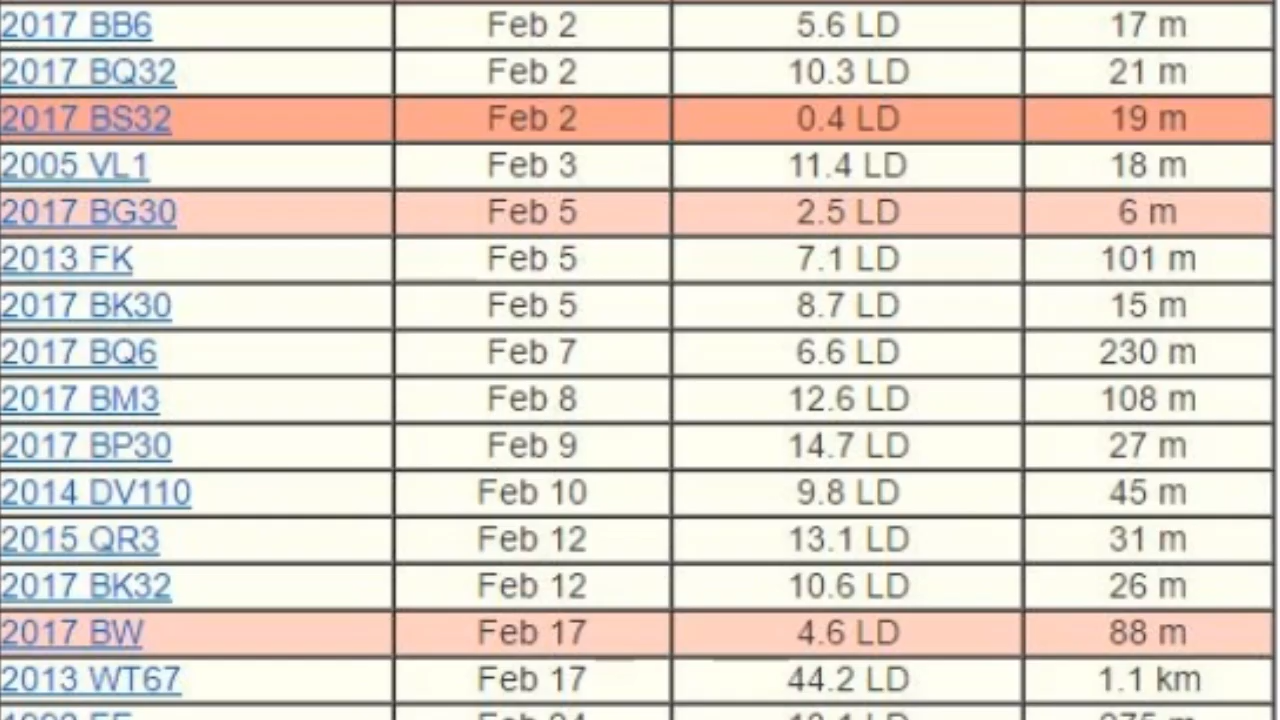 2017 BB6 Feb 2 5.6 LD 17 m
2017 BQ32 Feb 2 10.3 LD 21 m
2017 BS32 Feb 2 0.4 LD 19 m
2005 VL1 Feb 3 11.4 LD 18 m
2017 BG30 Feb 5 2.5 LD 6 m
2013 FK Feb 5 7.1 LD 101 m
2017 BK30 Feb 5 8.7 LD 15 m
2017 BQ6 Feb 7 6.6 LD 230 m
2017 BM3 Feb 8 12.6 LD 108 m
2017 BP30 Feb 9 14.7 LD 27 m
2014 DV110 Feb 10 9.8 LD 45 m
2015 QR3 Feb 12 13.1 LD 31 m
2017 BK32 Feb 12 10.6 LD 26 m
2017 BW Feb 17 4.6 LD 88 m
2013 WT67 Feb 17 44.2 LD 1.1 km